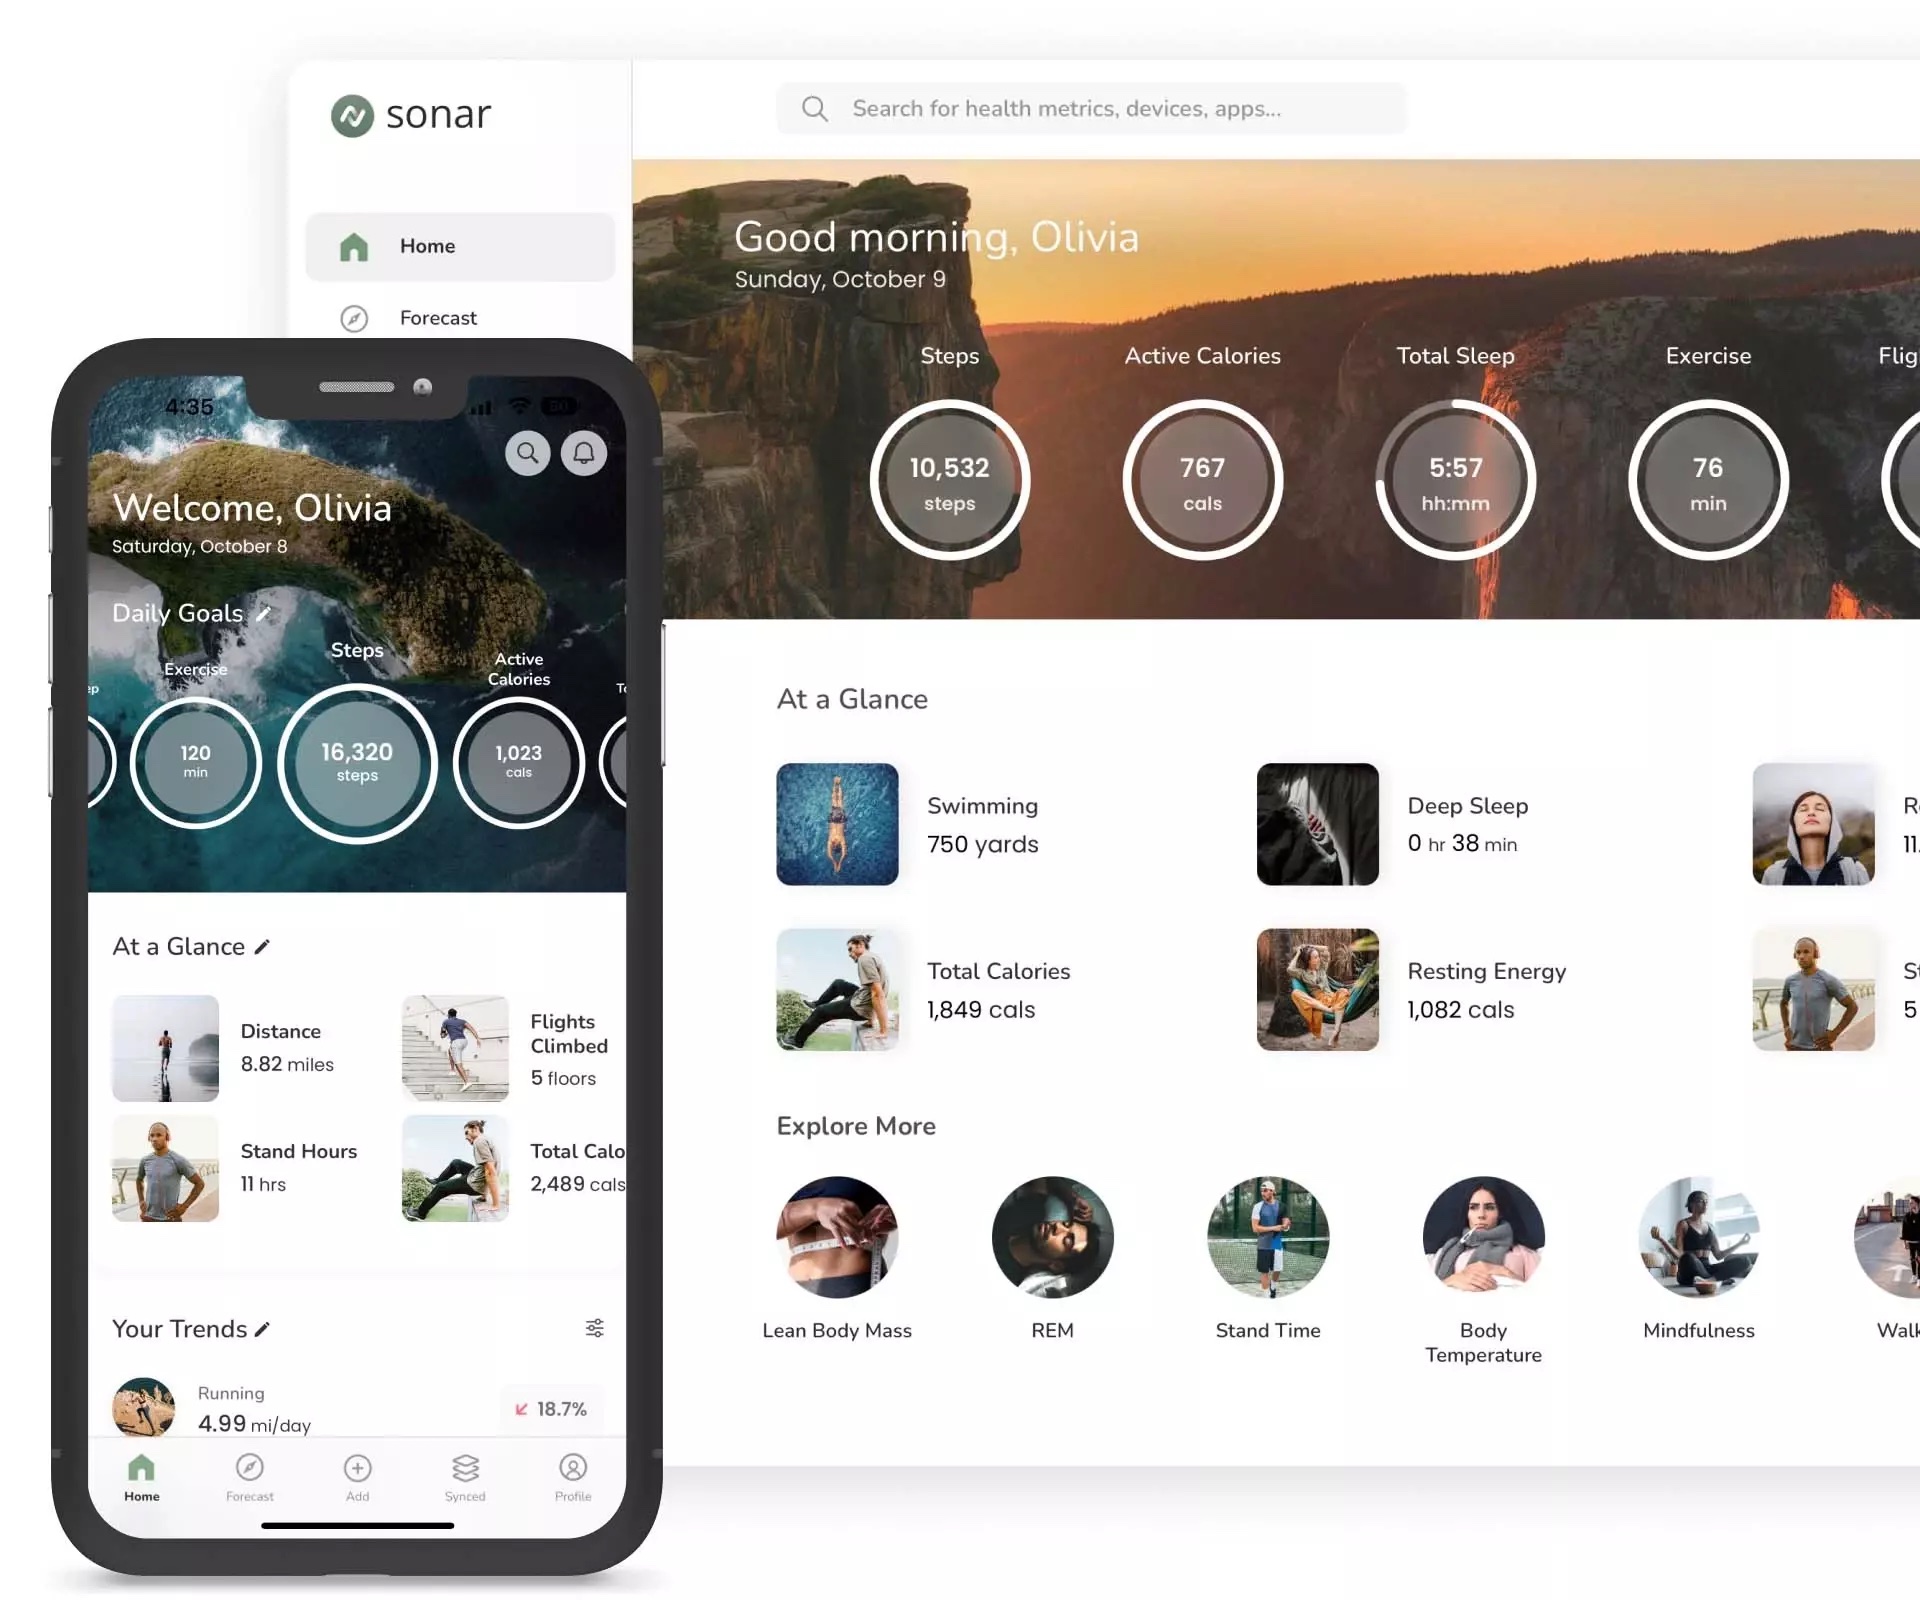 sonar
Search for health metrics, devices, apps...
Home
Forecast
Good morning, Olivia
Sunday, October 9
Steps
Active Calories
Total Sleep
Exercise
10,532
steps
767
cals
5:57
hh:mm
76
min
At a Glance
Swimming
750 yards
Deep Sleep
0 hr 38 min
Total Calories
1,849 cals
Resting Energy
1,082 cals
Explore More
Lean Body Mass
REM
Stand Time
Body
Temperature
Mindfulness
4:35
Welcome, Olivia
Saturday, October 8
Daily Goals
Exercise
Steps
Active
Calories
120
min
16,320
steps
1,023
cals
At a Glance
Distance
8.82 miles
Flights
Climbed
5 floors
Stand Hours
11 hrs
Total Calo
2,489 cals
Your Trends
Running
4.99 mi/day
18.7%
Home
Forecast
Add
Synced
Profile